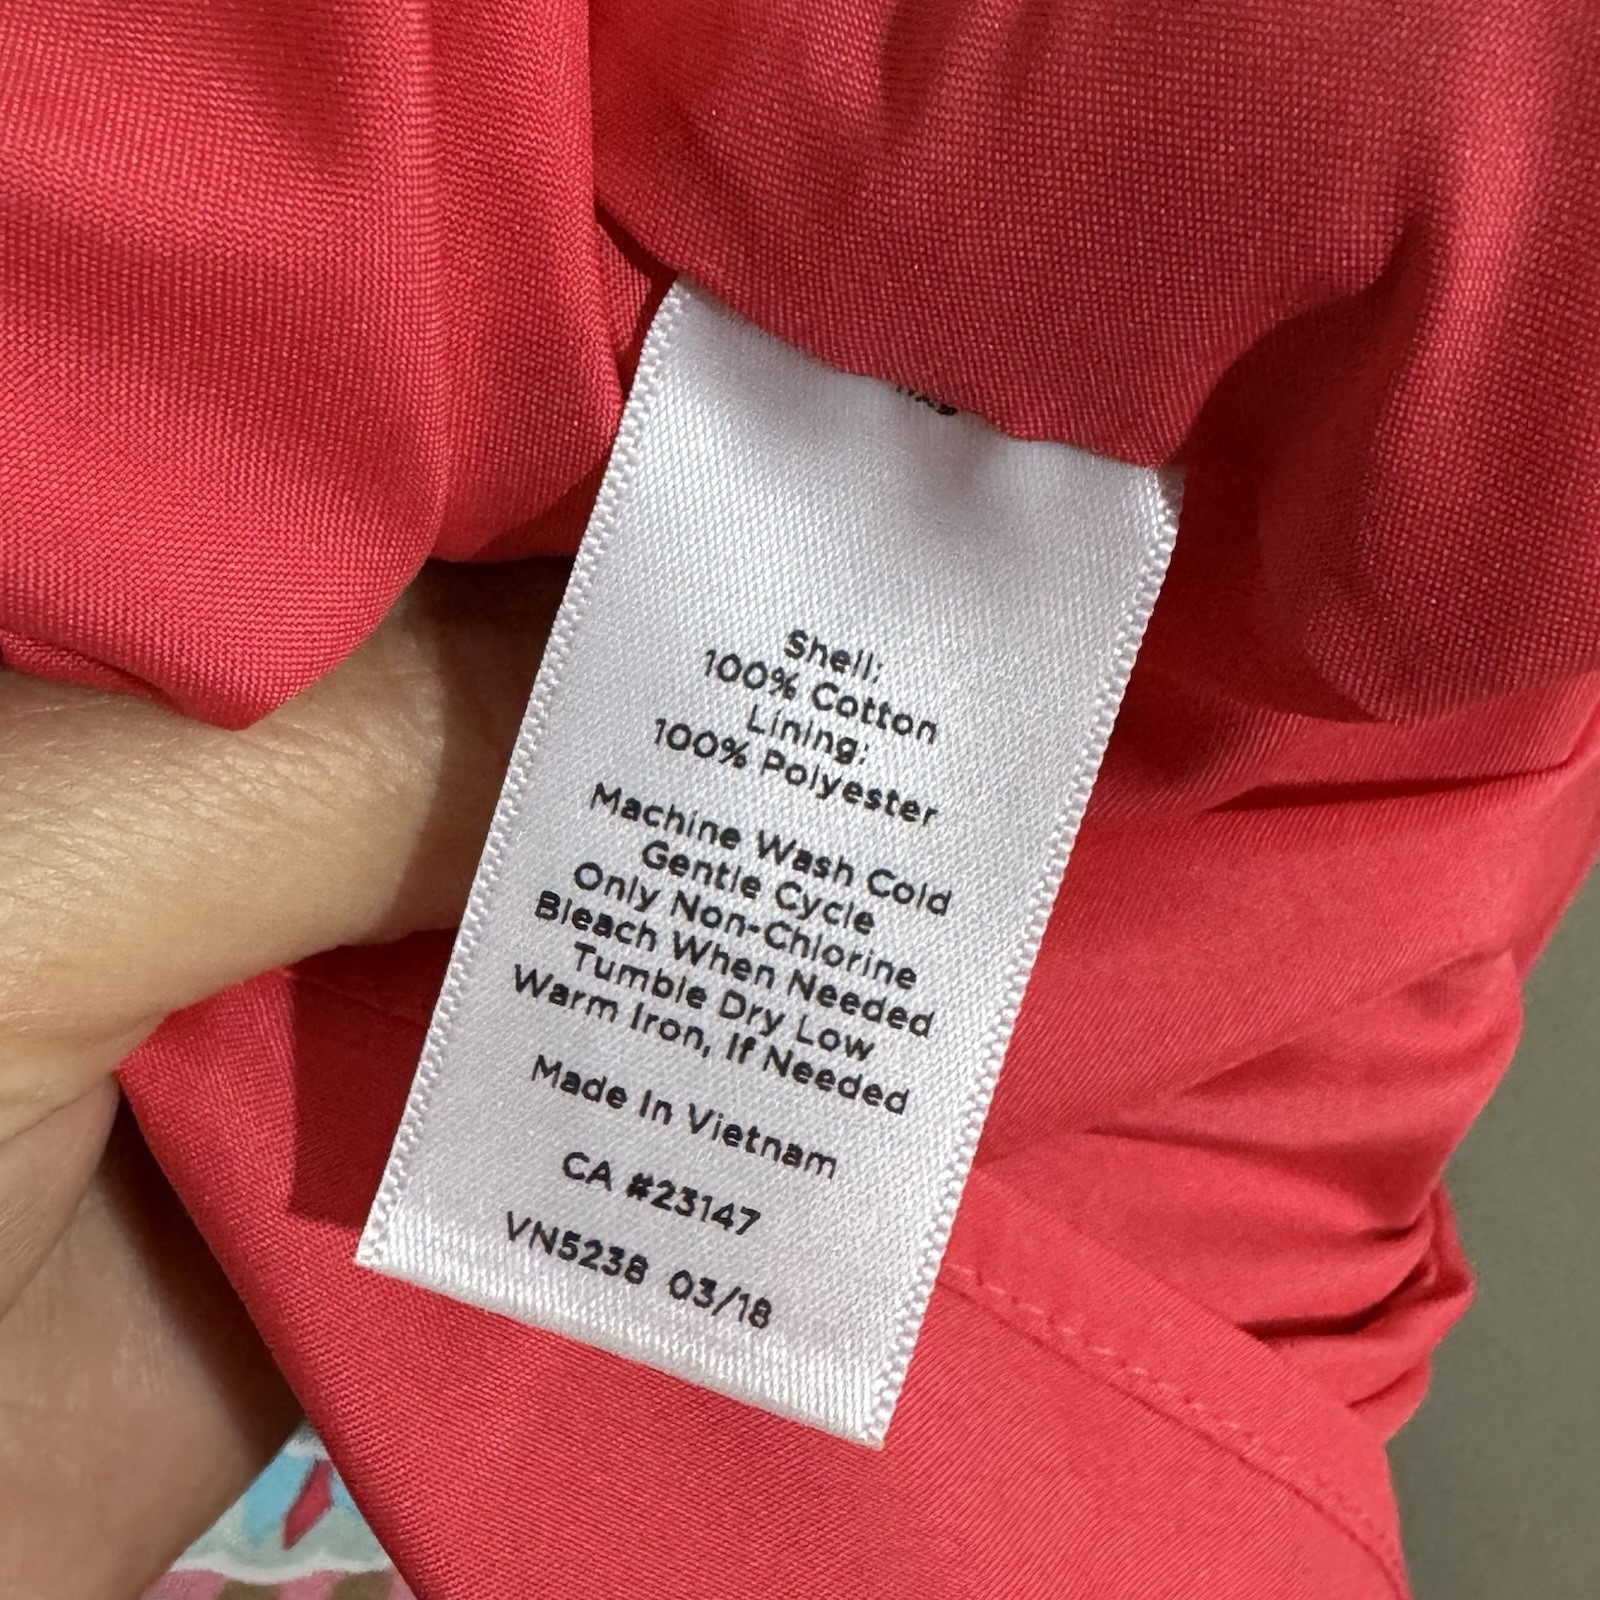 Shell:
100% Cotton
Lining:
100% Polyester
Machine Wash Cold
Gentle Cycle
Only Non-Chlorine
Bleach When Needed
Tumble Dry Low
Warm Iron, If Needed
Made In Vietnam
CA #23147
VN5238 03/18